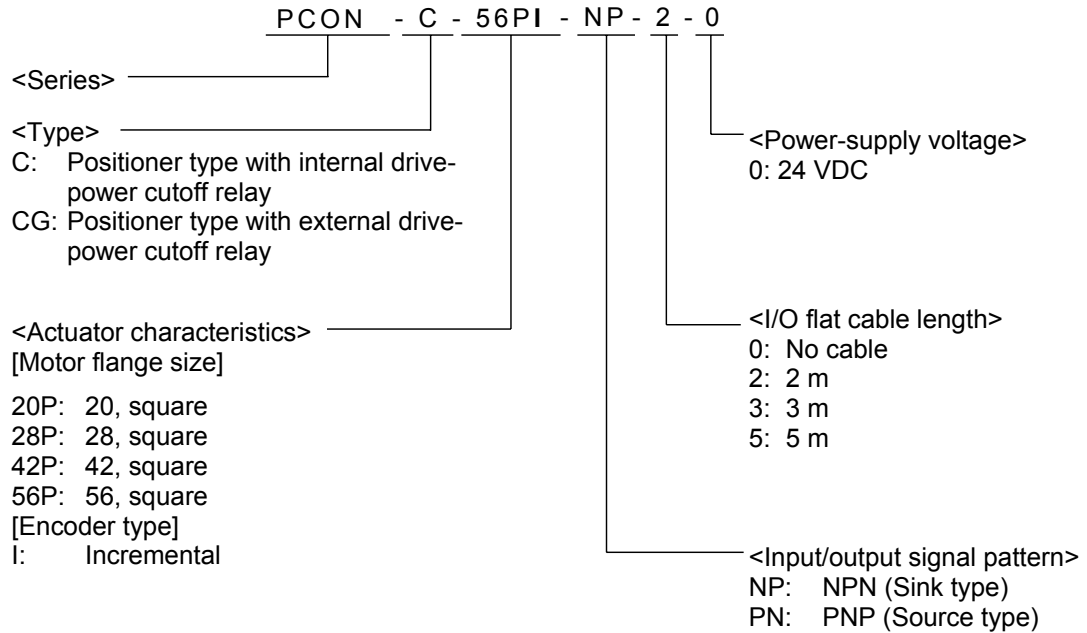 PCON - C - 56PI - NP - 2 - 0
<Series>
<Type>
C: Positioner type with internal drive-
power cutoff relay
CG: Positioner type with external drive-
power cutoff relay
<Actuator characteristics>
[Motor flange size]
20P: 20, square
28P: 28, square
42P: 42, square
56P: 56, square
[Encoder type]
I: Incremental
<Power-supply voltage>
0: 24 VDC
<I/O flat cable length>
0: No cable
2: 2 m
3: 3 m
5: 5 m
<Input/output signal pattern>
NP: NPN (Sink type)
PN: PNP (Source type)